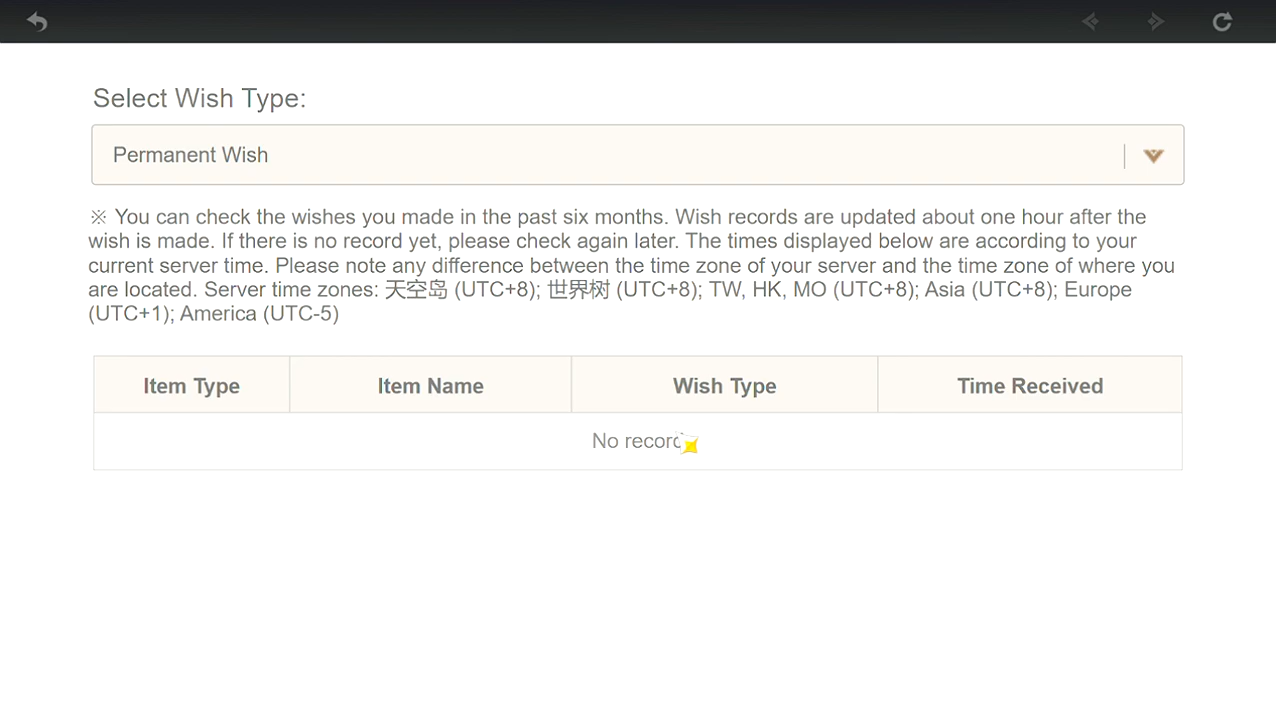 Select Wish Type:
Permanent Wish
※ You can check the wishes you made in the past six months. Wish records are updated about one hour after the
wish is made. If there is no record yet, please check again later. The times displayed below are according to your
current server time. Please note any difference between the time zone of your server and the time zone of where you
are located. Server time zones: 天空岛 (UTC+8); 世界树 (UTC+8); TW, HK, MO (UTC+8); Asia (UTC+8); Europe
(UTC+1); America (UTC-5)
Item Type Item Name Wish Type Time Received
No record